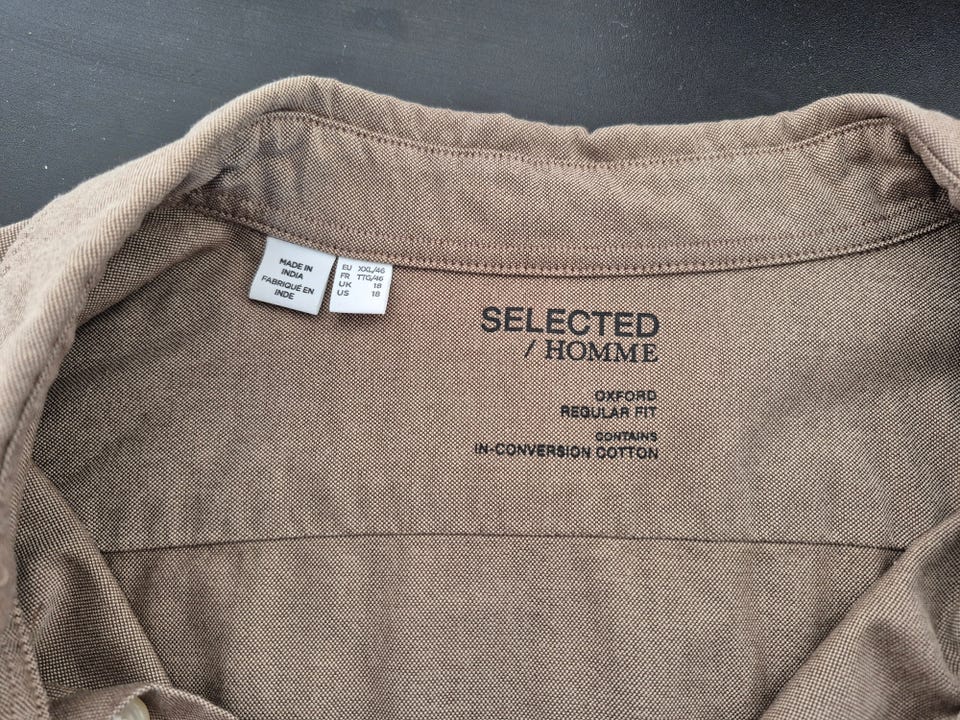 MADE IN
INDIA
FABRIQUÉ EN
INDE
EU XXL/46
FR TTG/46
UK 18
US 18
SELECTED
/ HOMME
OXFORD
REGULAR FIT
CONTAINS
IN-CONVERSION COTTON